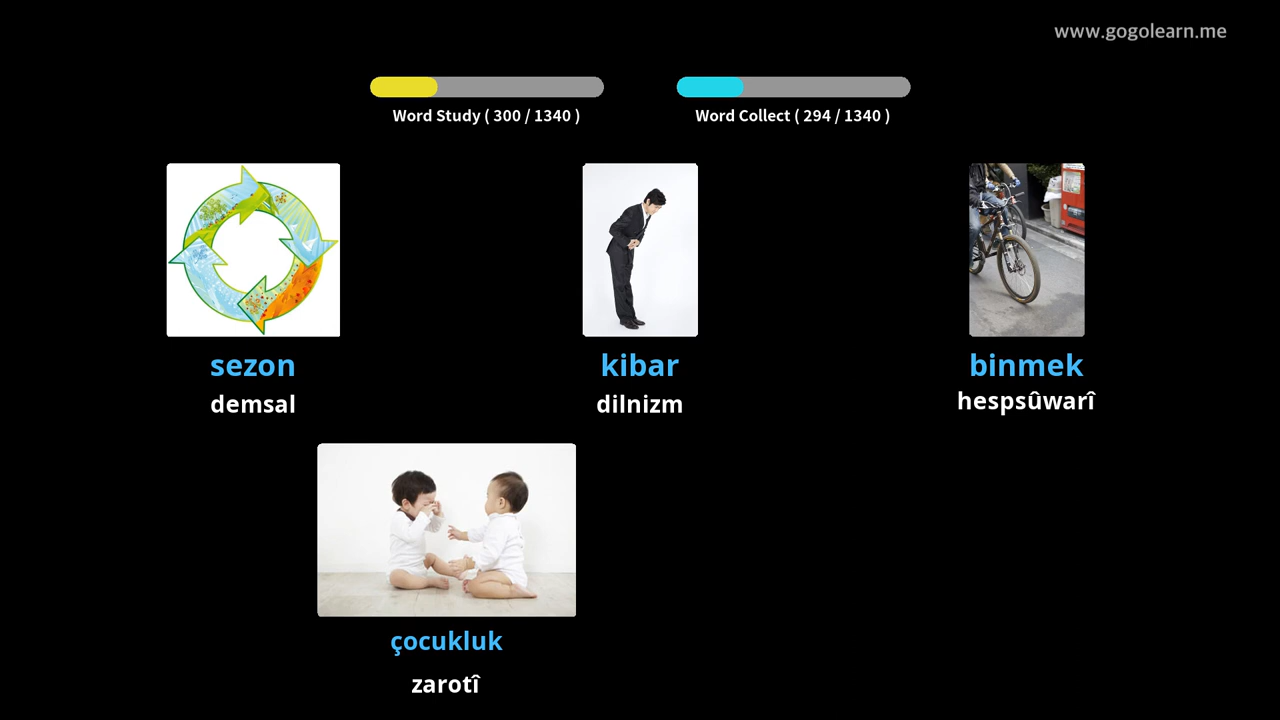 www.gogolearn.me
Word Study ( 300 / 1340 )
Word Collect ( 294 / 1340 )
sezon
demsal
kibar
dilnizm
binmek
hespsûwarî
çocukluk
zarotî